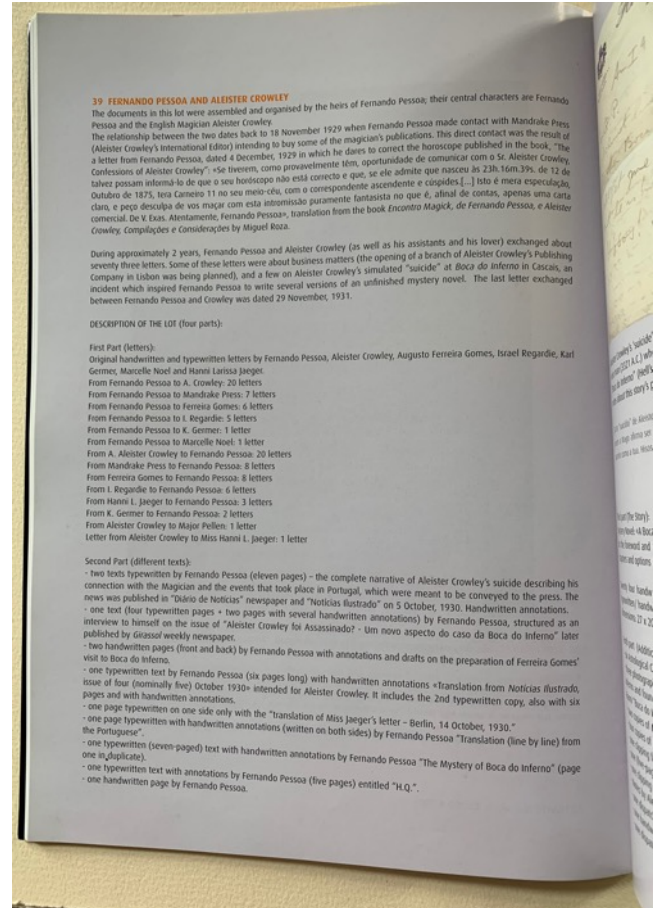 39 FERNANDO PESSOA AND ALEISTER CROWLEY
The documents in this lot were assembled and organised by the heirs of Fernando Pessoa; their central characters are Fernando
Pessoa and the English Magician Aleister Crowley.
The relationship between the two dates back to 18 November 1929 when Fernando Pessoa made contact with Mandrake Press
(Aleister Crowley's International Editor) intending to buy some of the magician's publications. This direct contact was the result of
a letter from Fernando Pessoa, dated 4 December, 1929 in which he dares to correct the horoscope published in the book, "The
Confessions of Aleister Crowley": «Se tiverem, como provavelmente têm, oportunidade de comunicar com o Sr. Aleister Crowley,
talvez possam informá-lo de que o seu horóscopo não está correcto e que, se ele admite que nasceu às 23h.16m.39s. de 12 de
Outubro de 1875, terá Carneiro 11 no seu meio-céu, com o correspondente ascendente e cúspides.[...] Isto é mera especulação,
claro, e peço desculpa de vos maçar com esta intromissão puramente fantasista no que é, afinal de contas, apenas uma carta
comercial. De V. Exas. Atentamente, Fernando Pessoa», translation from the book Encontro Magick, de Fernando Pessoa, e Aleister
Crowley, Compilações e Considerações by Miguel Roza.
During approximately 2 years, Fernando Pessoa and Aleister Crowley (as well as his assistants and his lover) exchanged about
seventy three letters. Some of these letters were about business matters (the opening of a branch of Aleister Crowley's Publishing
Company in Lisbon was being planned), and a few on Aleister Crowley's simulated "suicide" at Boca do Inferno in Cascais, an
incident which inspired Fernando Pessoa to write several versions of an unfinished mystery novel. The last letter exchanged
between Fernando Pessoa and Crowley was dated 29 November, 1931.
DESCRIPTION OF THE LOT (four parts):
First Part (letters):
Original handwritten and typewritten letters by Fernando Pessoa, Aleister Crowley, Augusto Ferreira Gomes, Israel Regardie, Karl
Germer, Marcelle Noel and Hanni Larissa Jaeger.
From Fernando Pessoa to A. Crowley: 20 letters
From Fernando Pessoa to Mandrake Press: 7 letters
From Fernando Pessoa to Ferreira Gomes: 6 letters
From Fernando Pessoa to I. Regardie: 5 letters
From Fernando Pessoa to K. Germer: 1 letter
From Fernando Pessoa to Marcelle Noel: 1 letter
From A. Aleister Crowley to Fernando Pessoa: 20 letters
From Mandrake Press to Fernando Pessoa: 8 letters
From Ferreira Gomes to Fernando Pessoa: 8 letters
From I. Regardie to Fernando Pessoa: 6 letters
From Hanni L. Jaeger to Fernando Pessoa: 3 letters
From K. Germer to Fernando Pessoa: 2 letters
From Aleister Crowley to Major Pellen: 1 letter
Letter from Aleister Crowley to Miss Hanni L. Jaeger: 1 letter
Second Part (different texts):
- two texts typewritten by Fernando Pessoa (eleven pages) – the complete narrative of Aleister Crowley's suicide describing his
connection with the Magician and the events that took place in Portugal, which were meant to be conveyed to the press. The
news was published in "Diário de Notícias" newspaper and "Notícias Ilustrado" on 5 October, 1930. Handwritten annotations.
- one text (four typewritten pages + two pages with several handwritten annotations) by Fernando Pessoa, structured as an
interview to himself on the issue of "Aleister Crowley foi Assassinado? - Um novo aspecto do caso da Boca do Inferno" later
published by Girassol weekly newspaper.
- two handwritten pages (front and back) by Fernando Pessoa with annotations and drafts on the preparation of Ferreira Gomes'
visit to Boca do Inferno.
- one typewritten text by Fernando Pessoa (six pages long) with handwritten annotations «Translation from Notícias Ilustrado,
issue of four (nominally five) October 1930» intended for Aleister Crowley. It includes the 2nd typewritten copy, also with six
pages and with handwritten annotations.
- one page typewritten on one side only with the "translation of Miss Jaeger's letter – Berlin, 14 October, 1930."
- one page typewritten with handwritten annotations (written on both sides) by Fernando Pessoa "Translation (line by line) from
the Portuguese".
- one typewritten (seven-paged) text with handwritten annotations by Fernando Pessoa "The Mystery of Boca do Inferno" (page
one in duplicate).
- one typewritten text with annotations by Fernando Pessoa (five pages) entitled "H.Q.".
- one handwritten page by Fernando Pessoa.